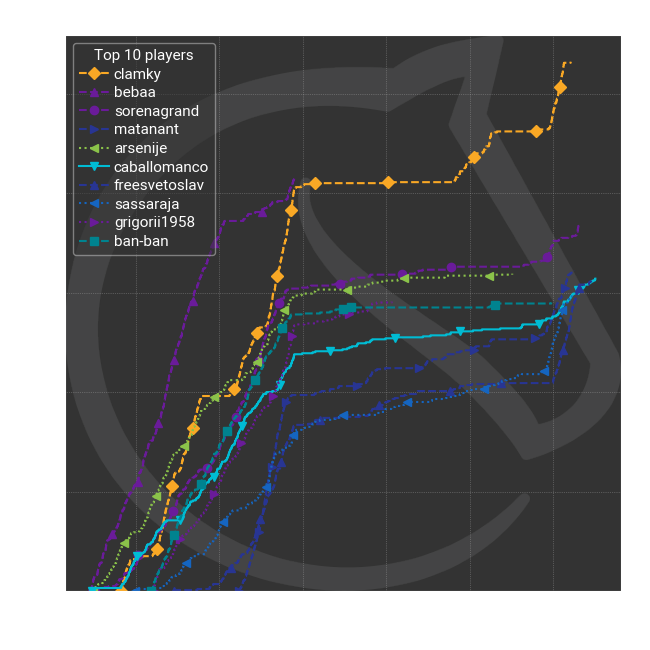 Top 10 players
clamky
bebaa
sorenagrand
matanant
arsenije
caballomanco
freesvetoslav
sassaraja
grigorii1958
ban-ban